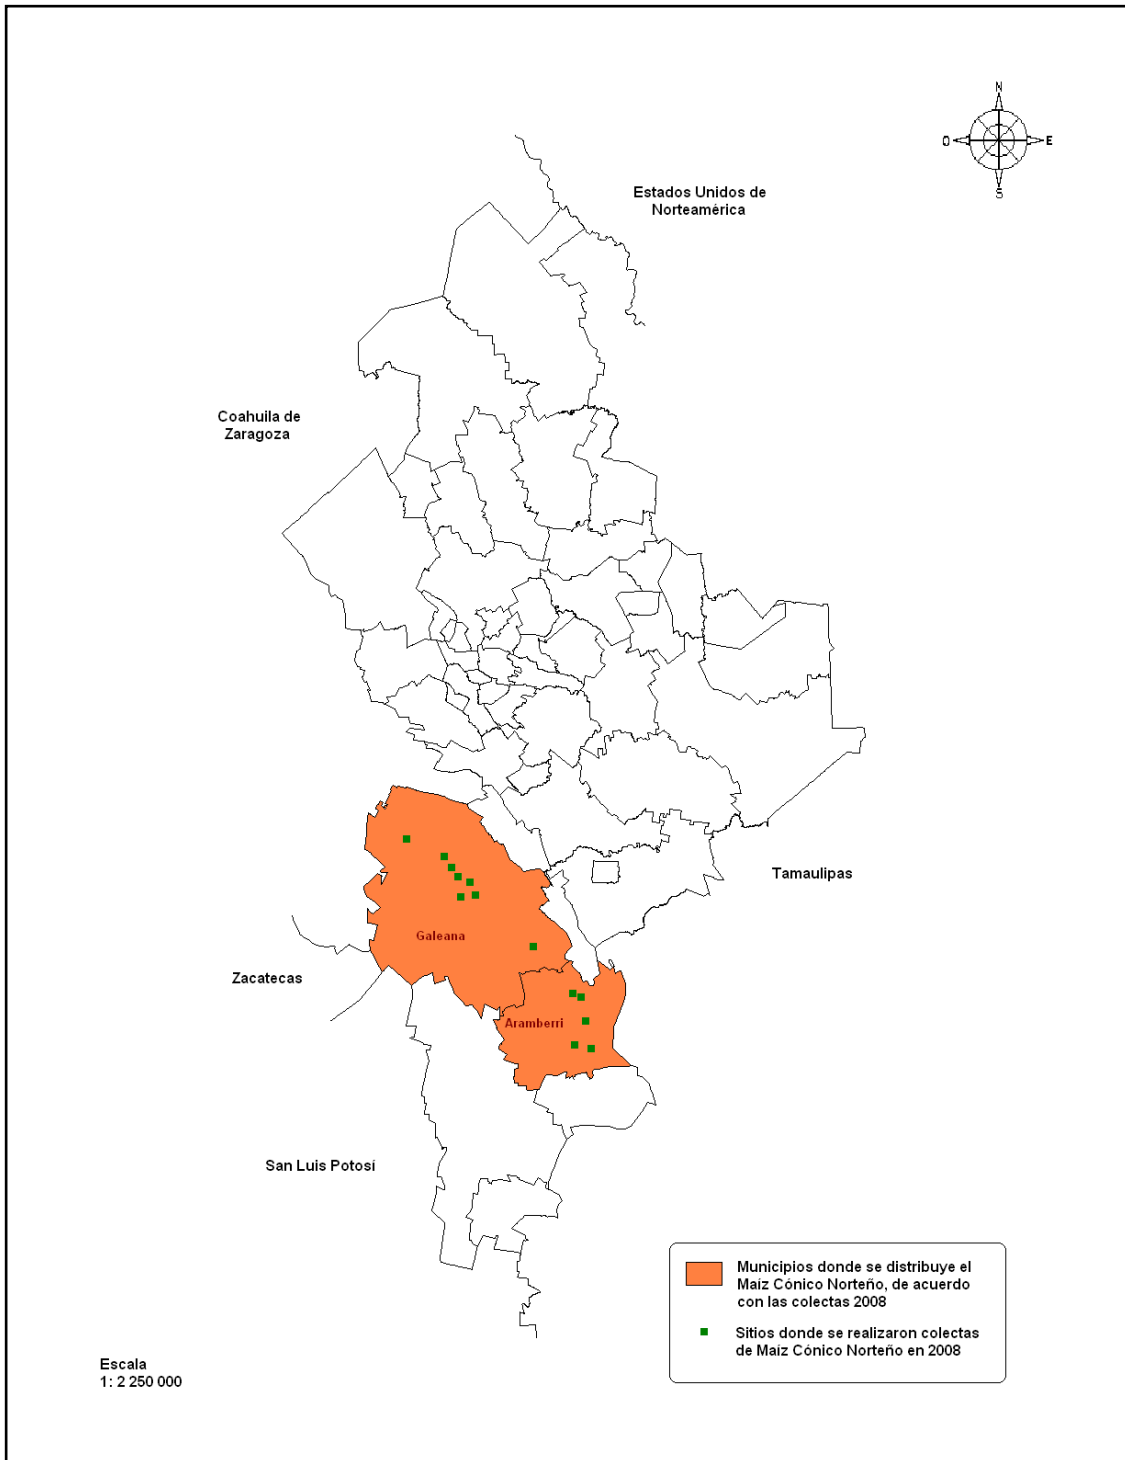 N
O
E
S
Estados Unidos de
Norteamérica
Coahuila de
Zaragoza
Tamaulipas
Galeana
Zacatecas
Aramberri
San Luis Potosí
Municipios donde se distribuye el
Maíz Cónico Norteño, de acuerdo
con las colectas 2008
Sitios donde se realizaron colectas
de Maíz Cónico Norteño en 2008
Escala
1: 2 250 000